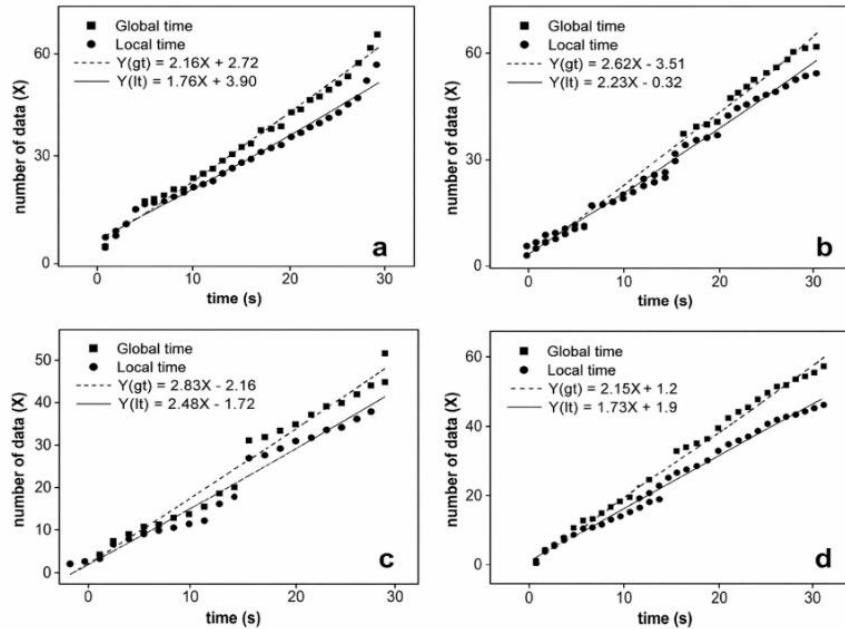 Global time
Local time
Y(gt) = 2.16X + 2.72
Y(lt) = 1.76X + 3.90
60
30
0
number of data (X)
0
10
20
30
time (s)
a
Global time
Local time
Y(gt) = 2.62X - 3.51
Y(lt) = 2.23X - 0.32
60
30
0
number of data (X)
0
10
20
30
time (s)
b
Global time
Local time
Y(gt) = 2.83X - 2.16
Y(lt) = 2.48X - 1.72
50
40
30
20
10
0
number of data (X)
0
10
20
30
time (s)
c
Global time
Local time
Y(gt) = 2.15X + 1.2
Y(lt) = 1.73X + 1.9
60
40
20
0
number of data (X)
0
10
20
30
time (s)
d